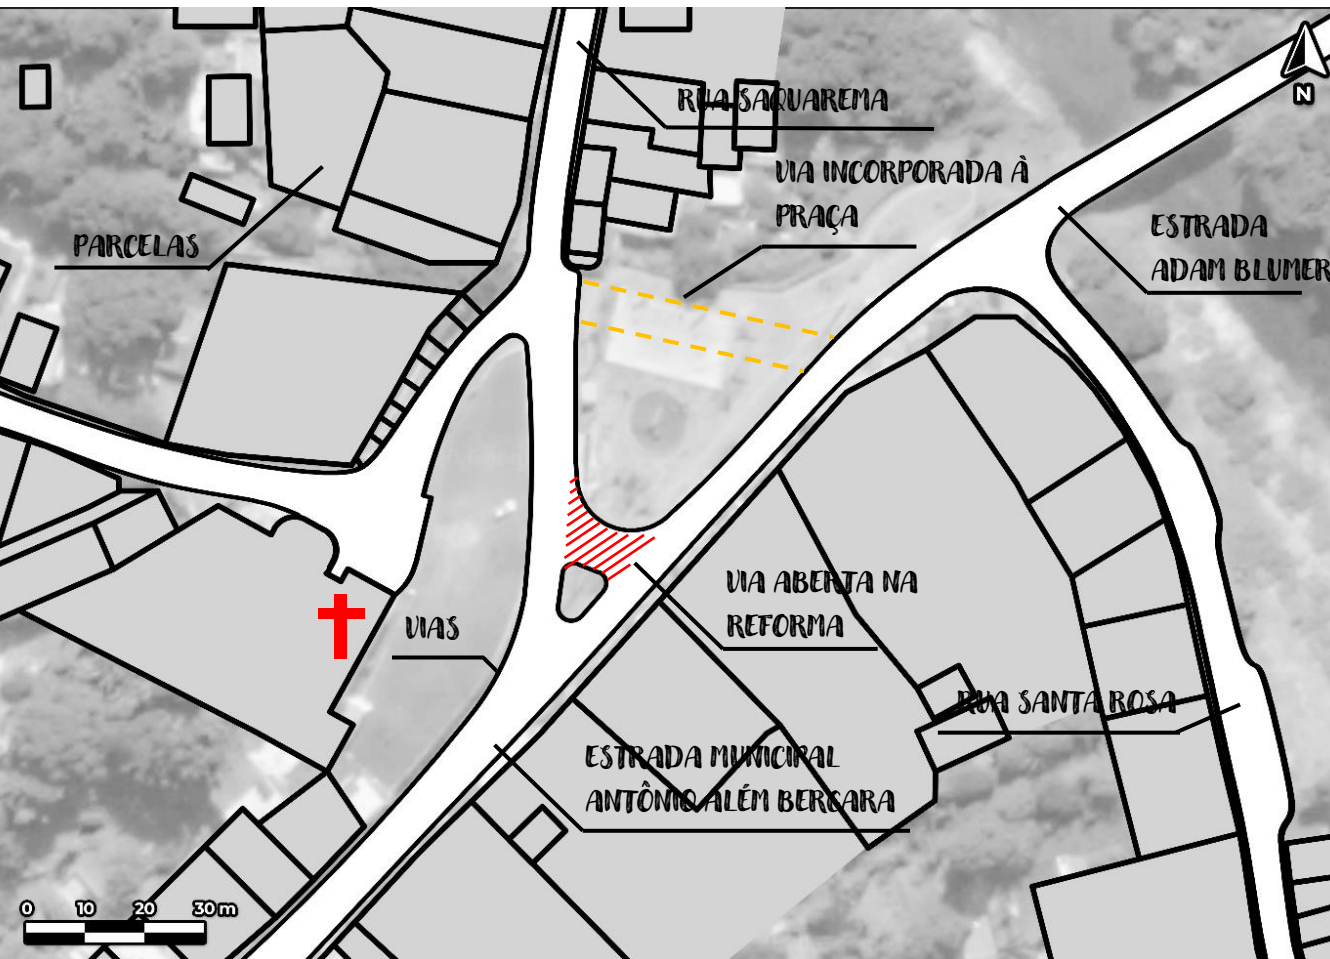 RUA SAQUAREMA
N
VIA INCORPORADA À
PRAÇA
ESTRADA
ADAM BLUMER
PARCELAS
VIA ABERTA NA
REFORMA
VIAS
RUA SANTA ROSA
ESTRADA MUNICIPAL
ANTÔNIO ALÉM BERGARA
0 10 20 30 m